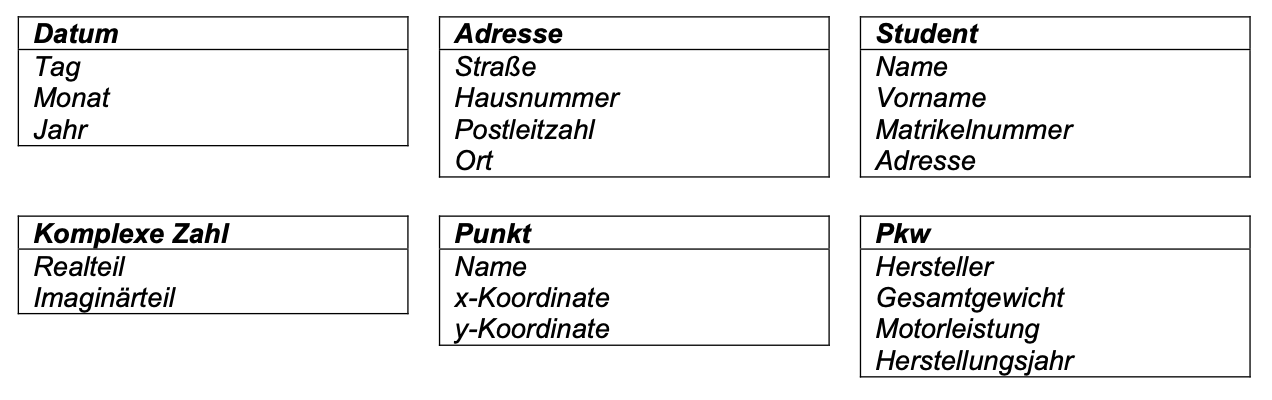 Datum
Tag
Monat
Jahr
Adresse
Straße
Hausnummer
Postleitzahl
Ort
Student
Name
Vorname
Matrikelnummer
Adresse
Komplexe Zahl
Realteil
Imaginärteil
Punkt
Name
x-Koordinate
y-Koordinate
Pkw
Hersteller
Gesamtgewicht
Motorleistung
Herstellungsjahr